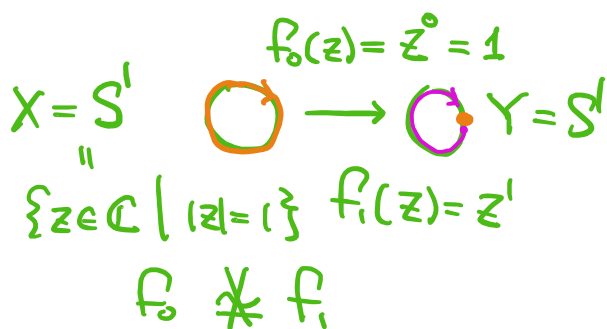 f₀(z) = z⁰ = 1
X = S¹ → Y = S¹
"
{z ∈ ℂ | |z| = 1} f₁(z) = z¹
f₀ ≄ f₁